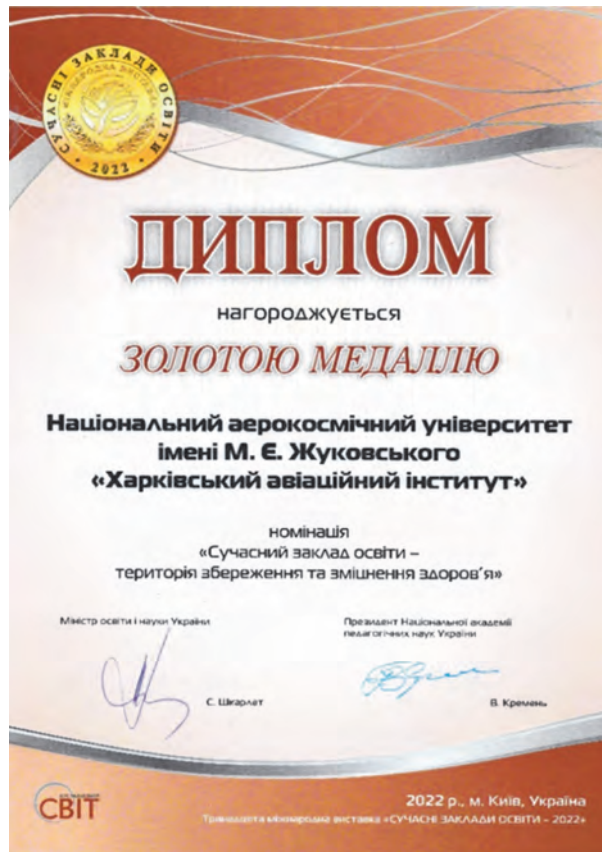 СУЧАСНІ ЗАКЛАДИ ОСВІТИ
• 2022 •
ДИПЛОМ
нагороджується
ЗОЛОТОЮ МЕДАЛЛЮ
Національний аерокосмічний університет
імені М. Є. Жуковського
«Харківський авіаційний інститут»
номінація
«Сучасний заклад освіти –
територія збереження та зміцнення здоров’я»
Міністр освіти і науки України
Президент Національної академії
педагогічних наук України
С. Шкарлет
В. Кремень
СВІТ
2022 р., м. Київ, Україна
Тринадцята міжнародна виставка «СУЧАСНІ ЗАКЛАДИ ОСВІТИ – 2022»